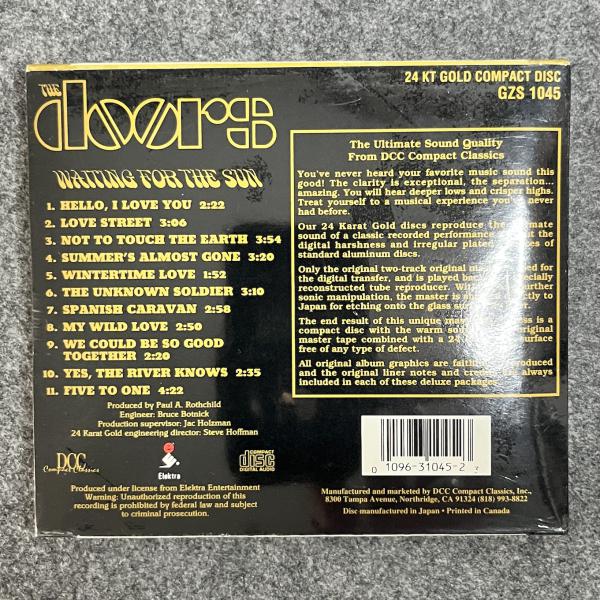 THE
doors
24 KT GOLD COMPACT DISC
GZS 1045
WAITING FOR THE SUN
1. HELLO, I LOVE YOU 2:22
2. LOVE STREET 3:06
3. NOT TO TOUCH THE EARTH 3:54
4. SUMMER'S ALMOST GONE 3:20
5. WINTERTIME LOVE 1:52
6. THE UNKNOWN SOLDIER 3:10
7. SPANISH CARAVAN 2:58
8. MY WILD LOVE 2:50
9. WE COULD BE SO GOOD
TOGETHER 2:20
10. YES, THE RIVER KNOWS 2:35
11. FIVE TO ONE 4:22
Produced by Paul A. Rothchild
Engineer: Bruce Botnick
Production supervisor: Jac Holzman
24 Karat Gold engineering director: Steve Hoffman
DCC
Compact Classics
Elektra
COMPACT
disc
DIGITAL AUDIO
Produced under license from Elektra Entertainment
Warning: Unauthorized reproduction of this
recording is prohibited by federal law and subject
to criminal prosecution.
The Ultimate Sound Quality
From DCC Compact Classics
You've never heard your favorite music sound this
good! The clarity is exceptional, the separation...
amazing. You will hear deeper lows and crisper highs.
Treat yourself to a musical experience you've never
had before.
Our 24 Karat Gold discs reproduce the
sound of a classic recorded performance the
digital harshness and irregular plated of
standard aluminum discs.
Only the original two-track original for
the digital transfer, and is played
reconstructed tube reproducer. further
sonic manipulation, the master is to
Japan for etching onto the glass
The end result of this unique is a
compact disc with the warm original
master tape combined with a 24 surface
free of any type of defect.
All original album graphics are and
the original liner notes and always
included in each of these deluxe packages.
0 1096-31045-2 3
Manufactured and marketed by DCC Compact Classics, Inc.,
8300 Tampa Avenue, Northridge, CA 91324 (818) 993-8822
Disc manufactured in Japan • Printed in Canada